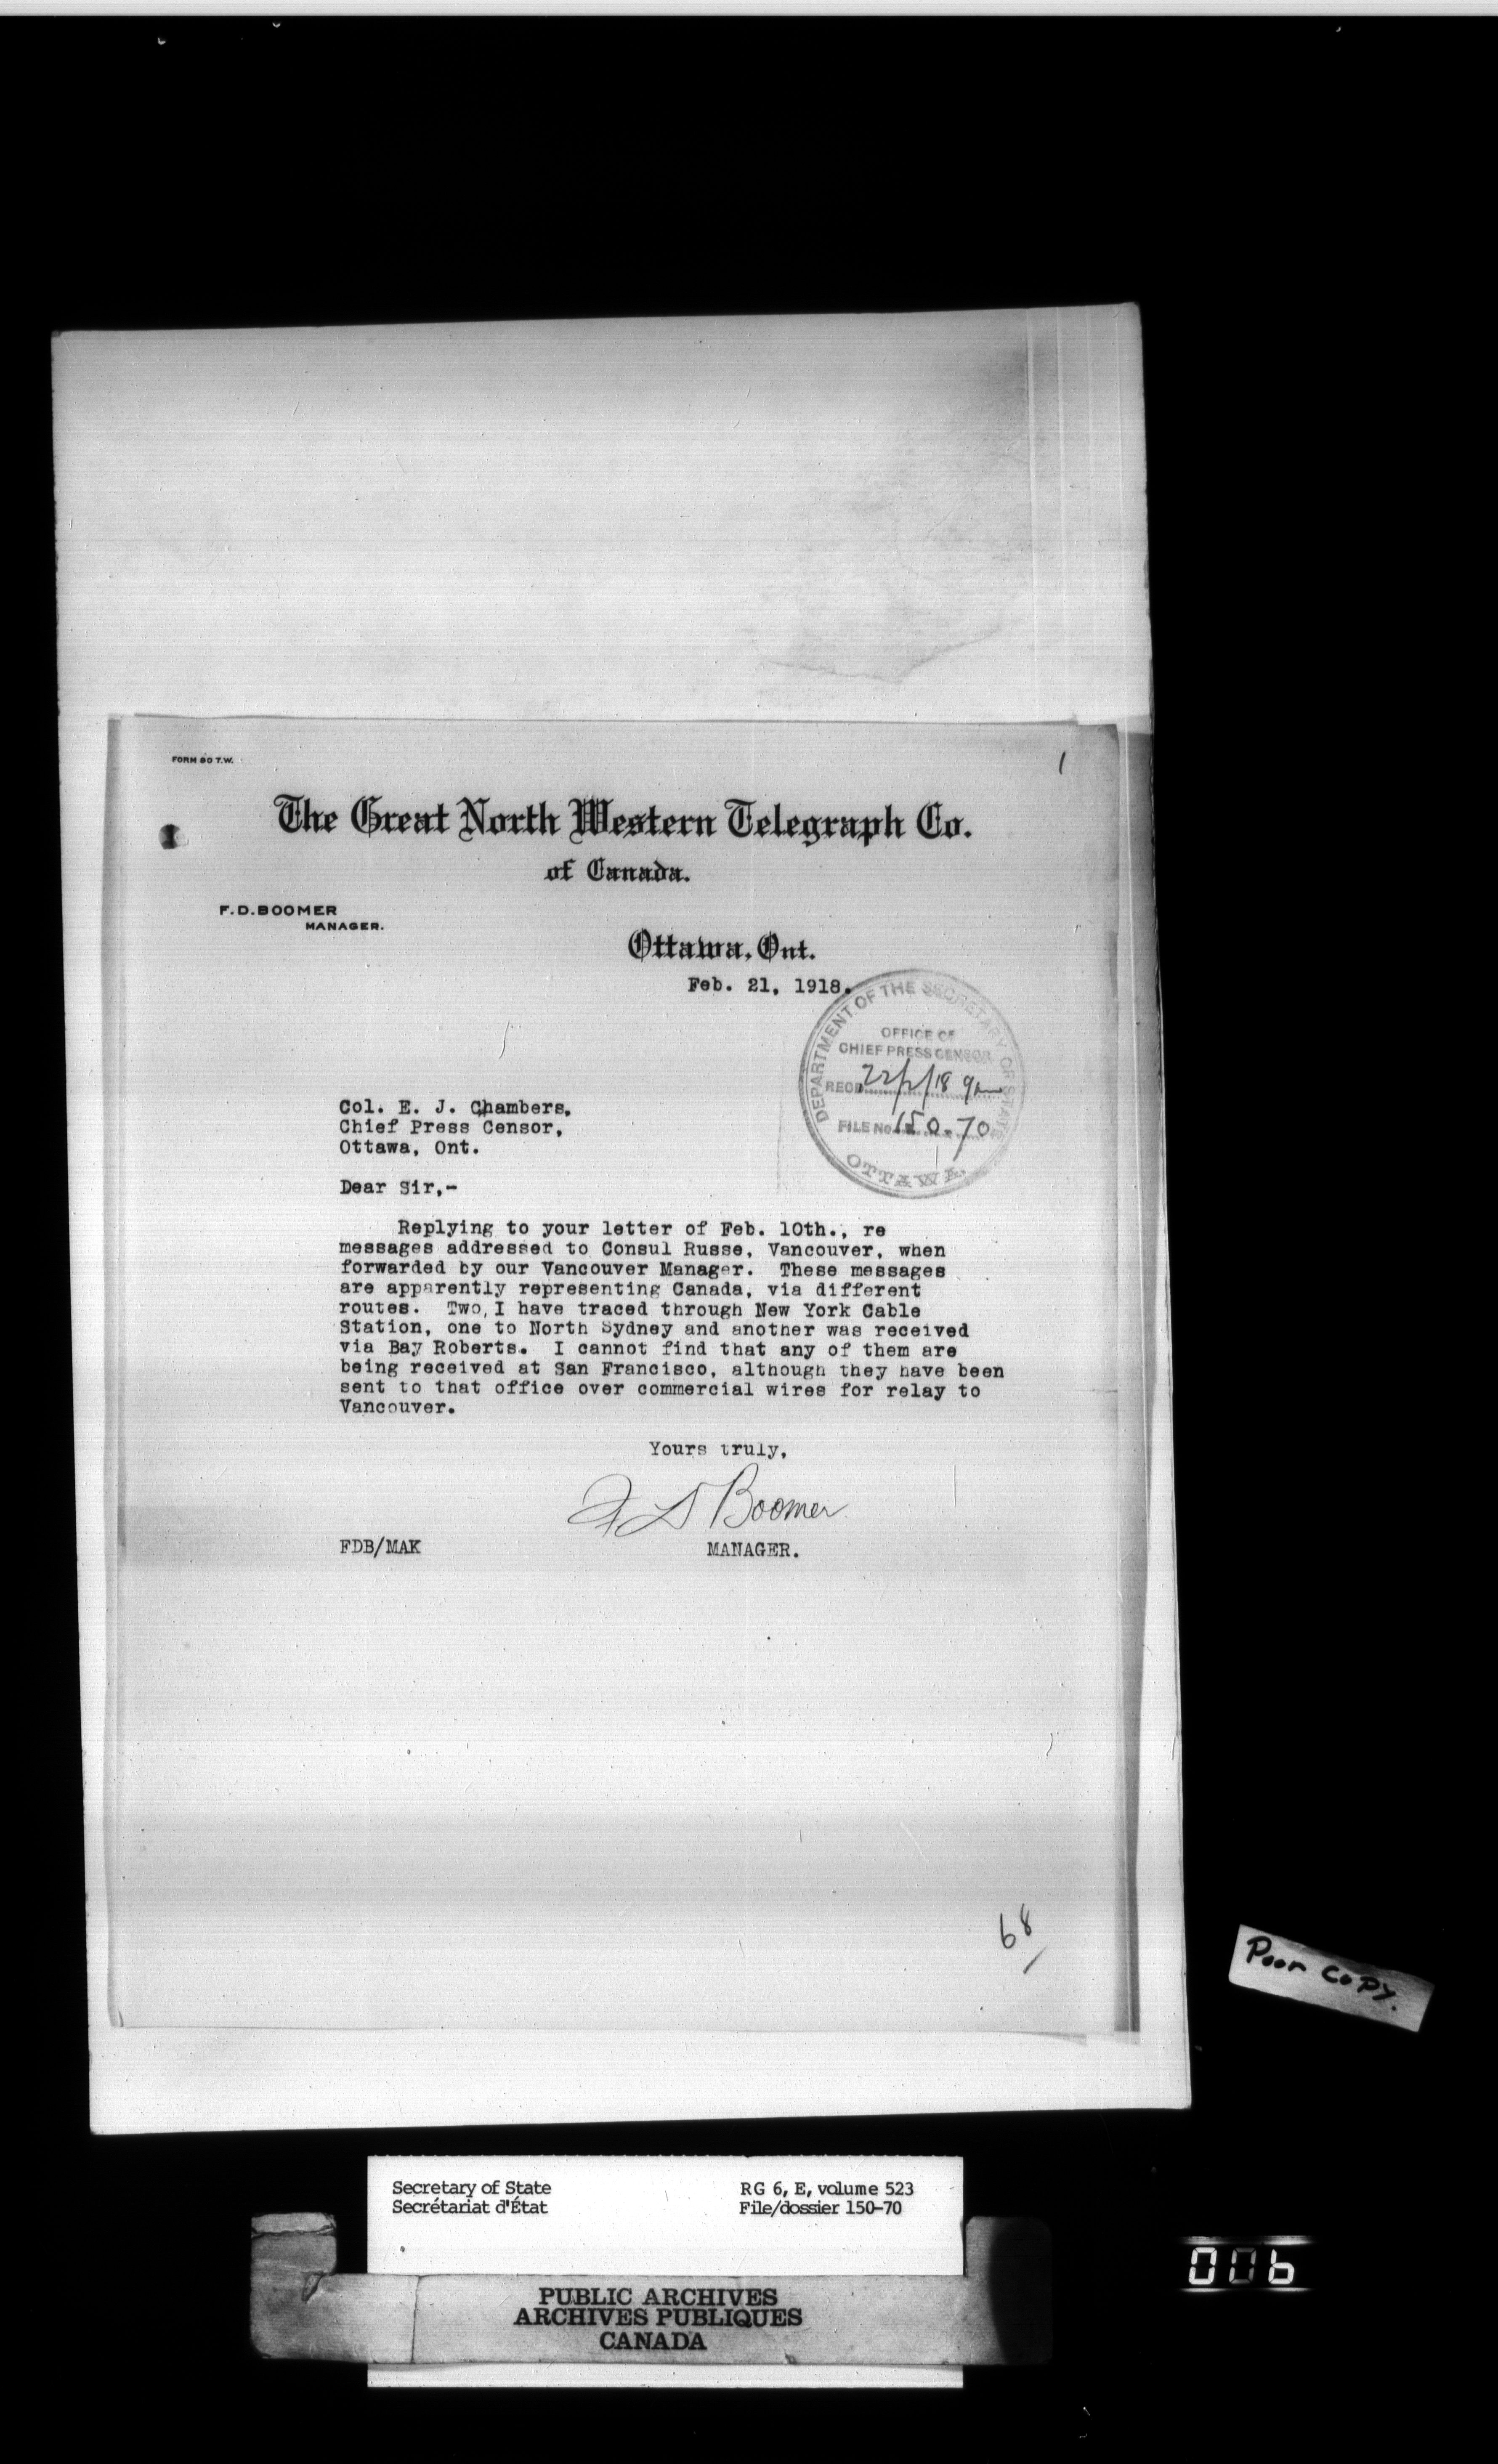 FORM 90 T.W.
1
The Great North Western Telegraph Co.
of Canada.
F.D. BOOMER
MANAGER.
Ottawa, Ont.
Feb. 21, 1918.
DEPARTMENT OF THE SECRETARY OF STATE
OFFICE OF
CHIEF PRESS CENSOR
RECD. 22/2/18
FILE No. 150-70
OTTAWA.
Col. E. J. Chambers,
Chief Press Censor,
Ottawa, Ont.
Dear Sir,-
Replying to your letter of Feb. 10th., re
messages addressed to Consul Russe, Vancouver, when
forwarded by our Vancouver Manager. These messages
are apparently representing Canada, via different
routes. Two, I have traced through New York Cable
Station, one to North Sydney and another was received
via Bay Roberts. I cannot find that any of them are
being received at San Francisco, although they have been
sent to that office over commercial wires for relay to
Vancouver.
Yours truly,
F D Boomer
FDB/MAK
MANAGER.
68
Poor Copy.
Secretary of State
Secrétariat d'État
RG 6, E, volume 523
File/dossier 150-70
PUBLIC ARCHIVES
ARCHIVES PUBLIQUES
CANADA
006